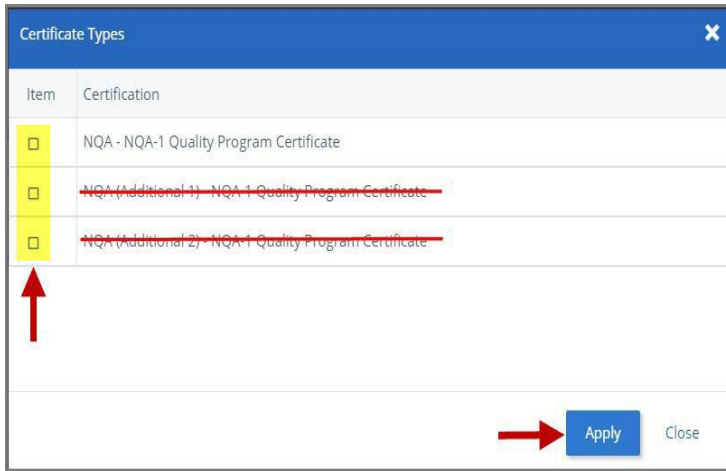 Certificate Types
Item Certification
NQA - NQA-1 Quality Program Certificate
NQA (Additional 1) - NQA-1 Quality Program Certificate
NQA (Additional 2) - NQA-1 Quality Program Certificate
Apply Close